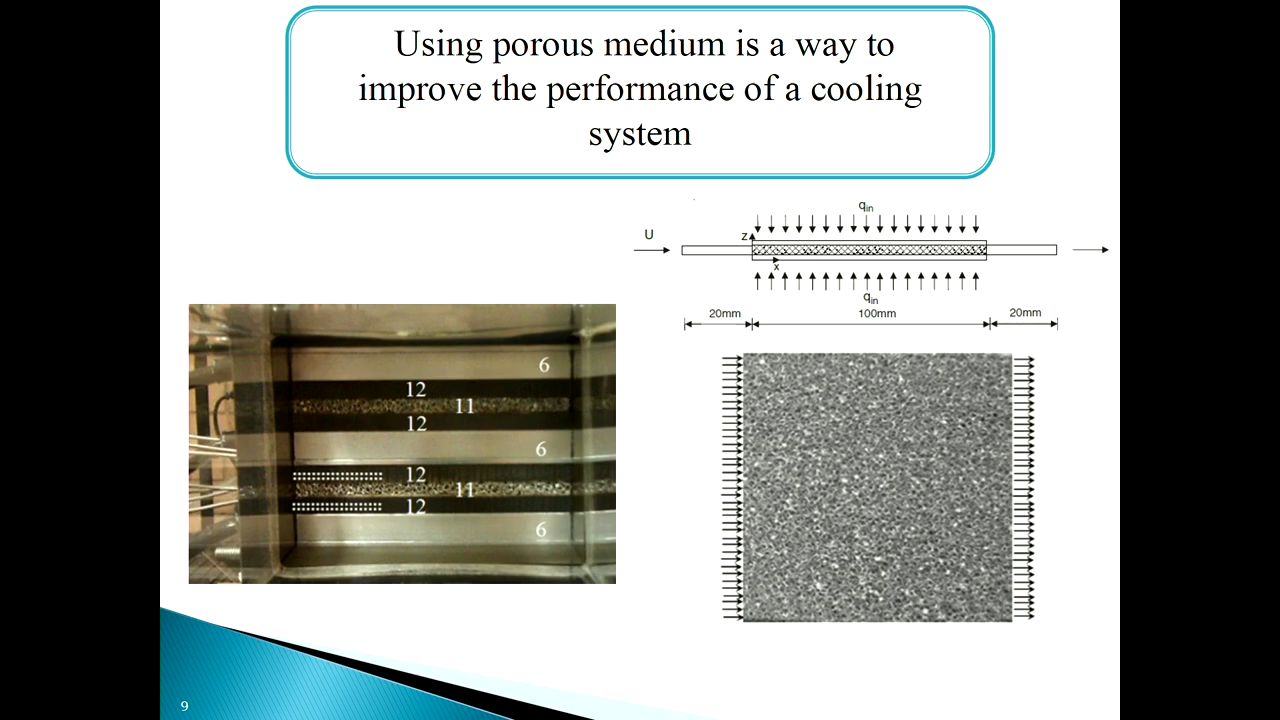 Using porous medium is a way to
improve the performance of a cooling
system
qin
U
z
x
qin
20mm
100mm
20mm
6
12
11
12
6
12
11
12
6
9